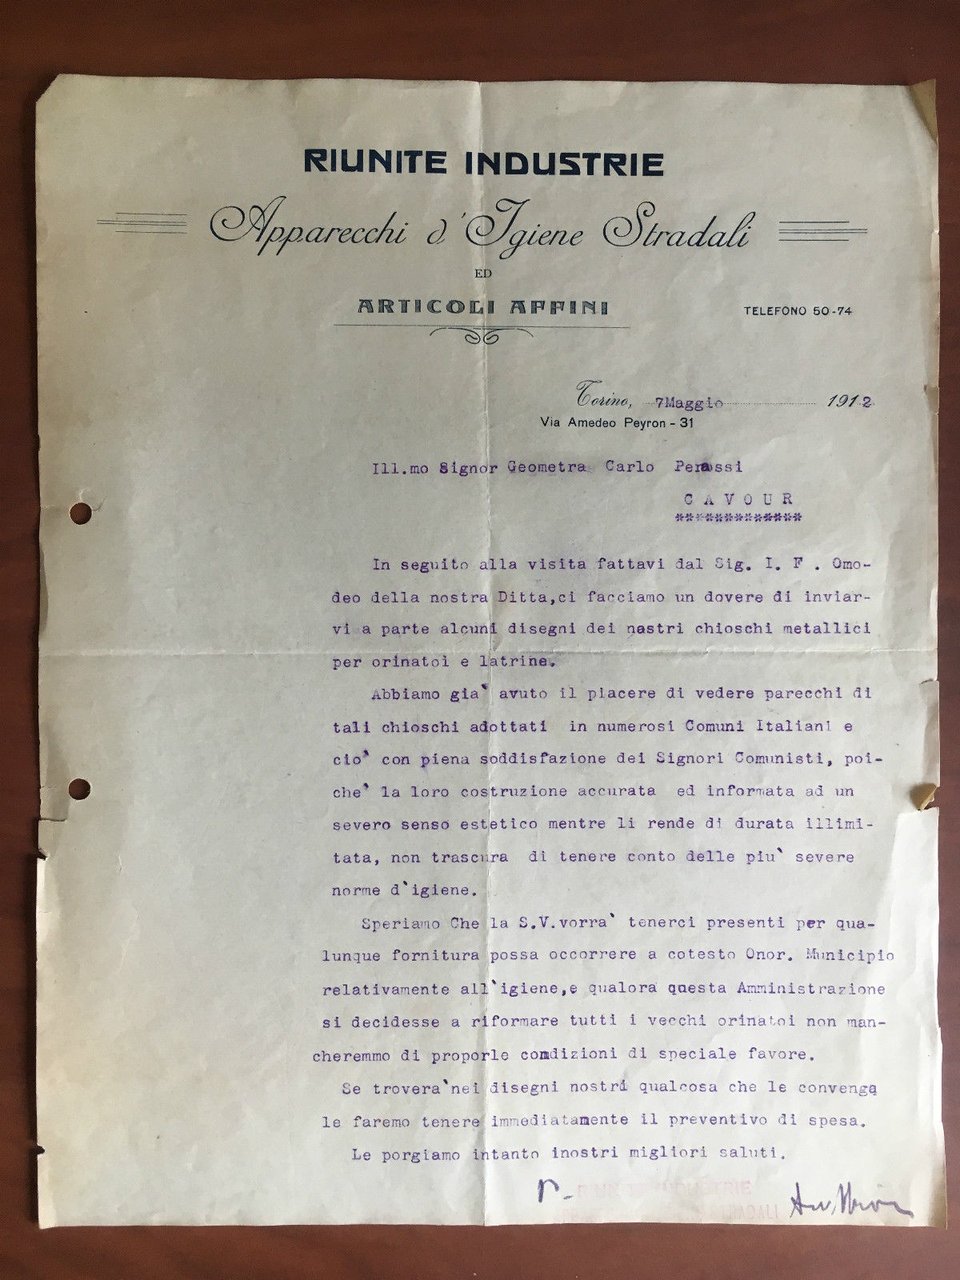 RIUNITE INDUSTRIE
Apparecchi d'Igiene Stradali
ED
ARTICOLI AFFINI
TELEFONO 50-74
Torino, 7Maggio 1912
Via Amedeo Peyron - 31
Ill.mo Signor Geometra Carlo Perassi
C A V O U R
*************
In seguito alla visita fattavi dal Sig. I. F . Omo-
deo della nostra Ditta,ci facciamo un dovere di inviar-
vi a parte alcuni disegni dei nastri chioschi metallici
per orinatoi e latrine.
Abbiamo gia` avuto il piacere di vedere parecchi di
tali chioschi adottati in numerosi Comuni Italiani e
cio` con piena soddisfazione dei Signori Comunisti, poi-
che` la loro costruzione accurata ed informata ad un
severo senso estetico mentre li rende di durata illimi-
tata, non trascura di tenere conto delle piu` severe
norme d`igiene.
Speriamo Che la S.V.vorra` tenerci presenti per qua-
lunque fornitura possa occorrere a cotesto Onor. Municipio
relativamente all`igiene,e qualora questa Amministrazione
si decidesse a riformare tutti i vecchi orinatoi non man-
cheremmo di proporle condizioni di speciale favore.
Se trovera`nei disegni nostri qualcosa che le convenga
le faremo tenere immediatamente il preventivo di spesa.
Le porgiamo intanto inostri migliori saluti.
RIUNITE INDUSTRIE
STRADALI